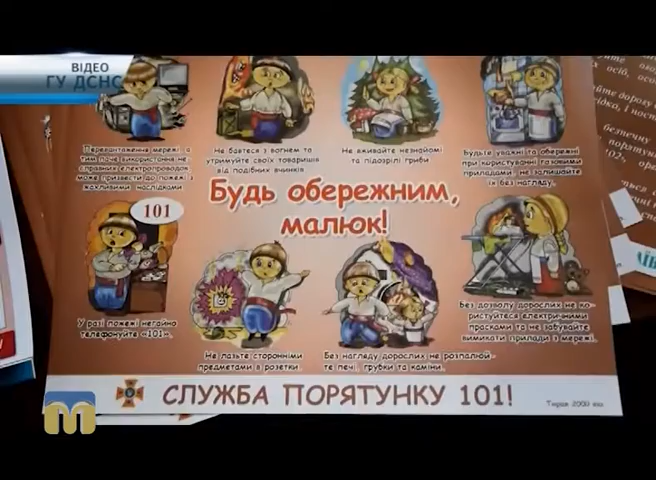 ВІДЕО
ГУ ДСНС
Перевантаження мережі, а
тим паче використання не-
справних електроприладів
може призвести до пожежі з
жахливими наслідками.
Не бавтеся з вогнем та
утримуйте своїх товаришів
від подібних вчинків
Не вживайте незнайомі
та підозрілі гриби
Будьте уважні та обережні
при користуванні газовими
приладами, не залишайте
їх без нагляду.
Будь обережним,
малюк!
101
У разі пожежі негайно
телефонуйте «101».
Не лазьте сторонніми
предметами в розетки.
Без нагляду дорослих не розпалюй-
те печі, грубки та каміни.
Без дозволу дорослих не ко-
ристуйтеся електричними
прасками та не забувайте
вимикати прилади з мережі.
СЛУЖБА ПОРЯТУНКУ 101!
Тираж 2000